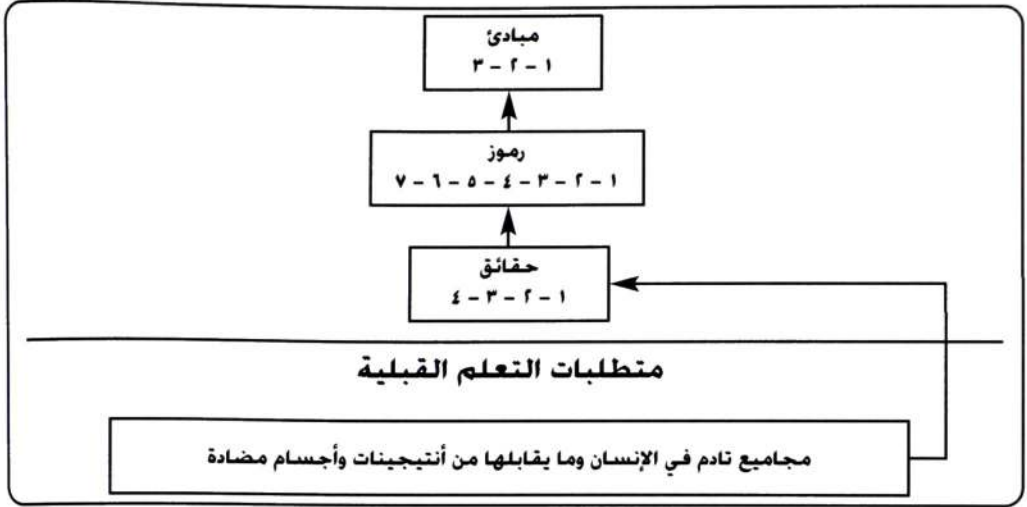 مبادئ
١ - ٢ - ٣
رموز
١ - ٢ - ٣ - ٤ - ٥ - ٦ - ٧
حقائق
١ - ٢ - ٣ - ٤
متطلبات التعلم القبلية
مجاميع تادم في الإنسان وما يقابلها من أنتيجينات وأجسام مضادة